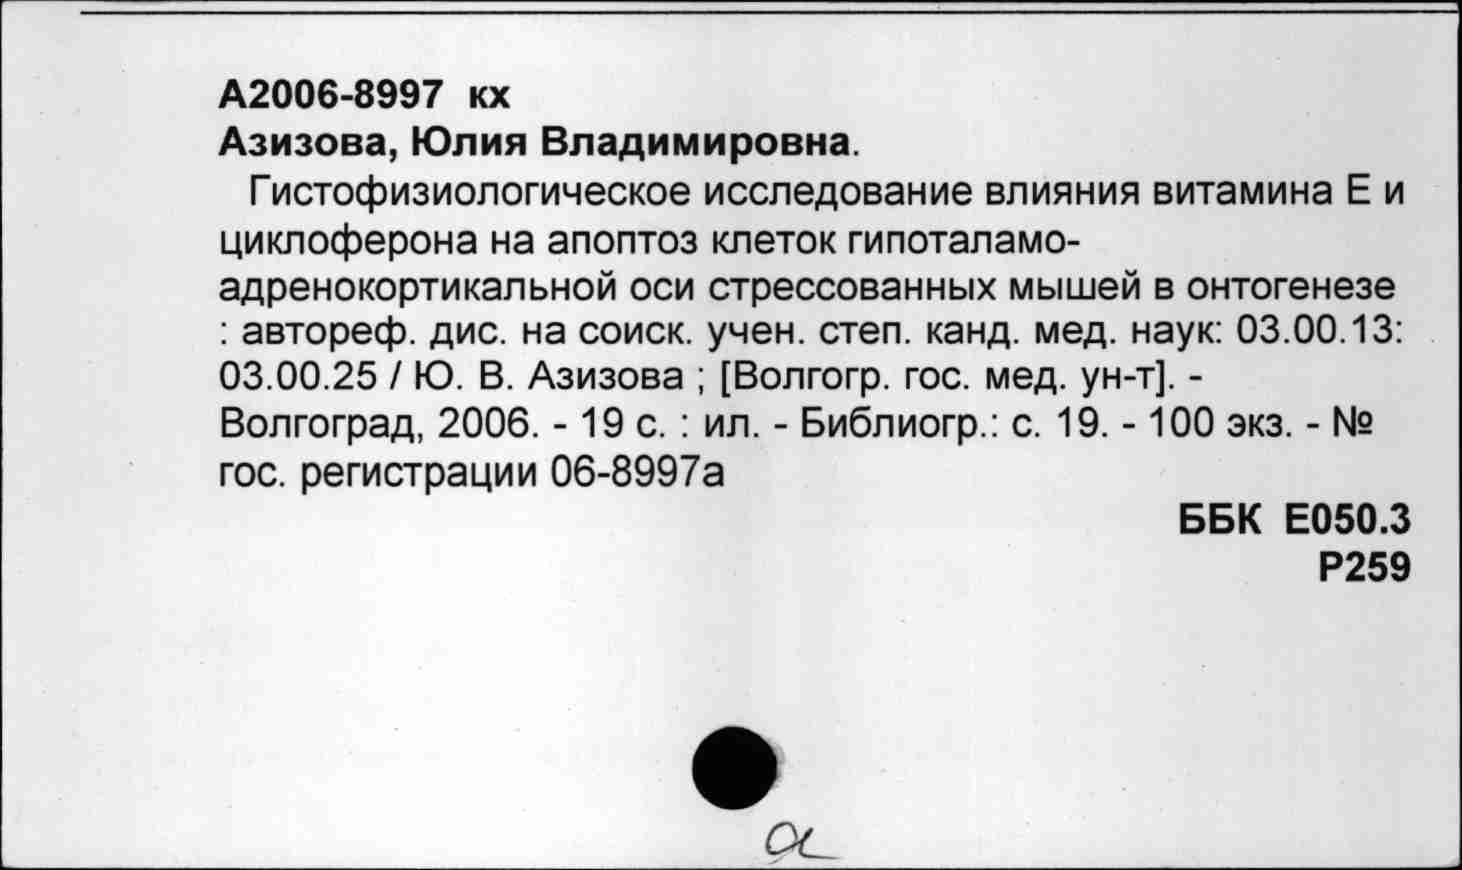 А2006-8997 кх
Азизова, Юлия Владимировна.
Гистофизиологическое исследование влияния витамина Е и
циклоферона на апоптоз клеток гипоталамо-
адренокортикальной оси стрессованных мышей в онтогенезе
: автореф. дис. на соиск. учен. степ. канд. мед. наук: 03.00.13:
03.00.25 / Ю. В. Азизова ; [Волгогр. гос. мед. ун-т]. -
Волгоград, 2006. - 19 с. : ил. - Библиогр.: с. 19. - 100 экз. - №
гос. регистрации 06-8997а
ББК Е050.3
Р259
а